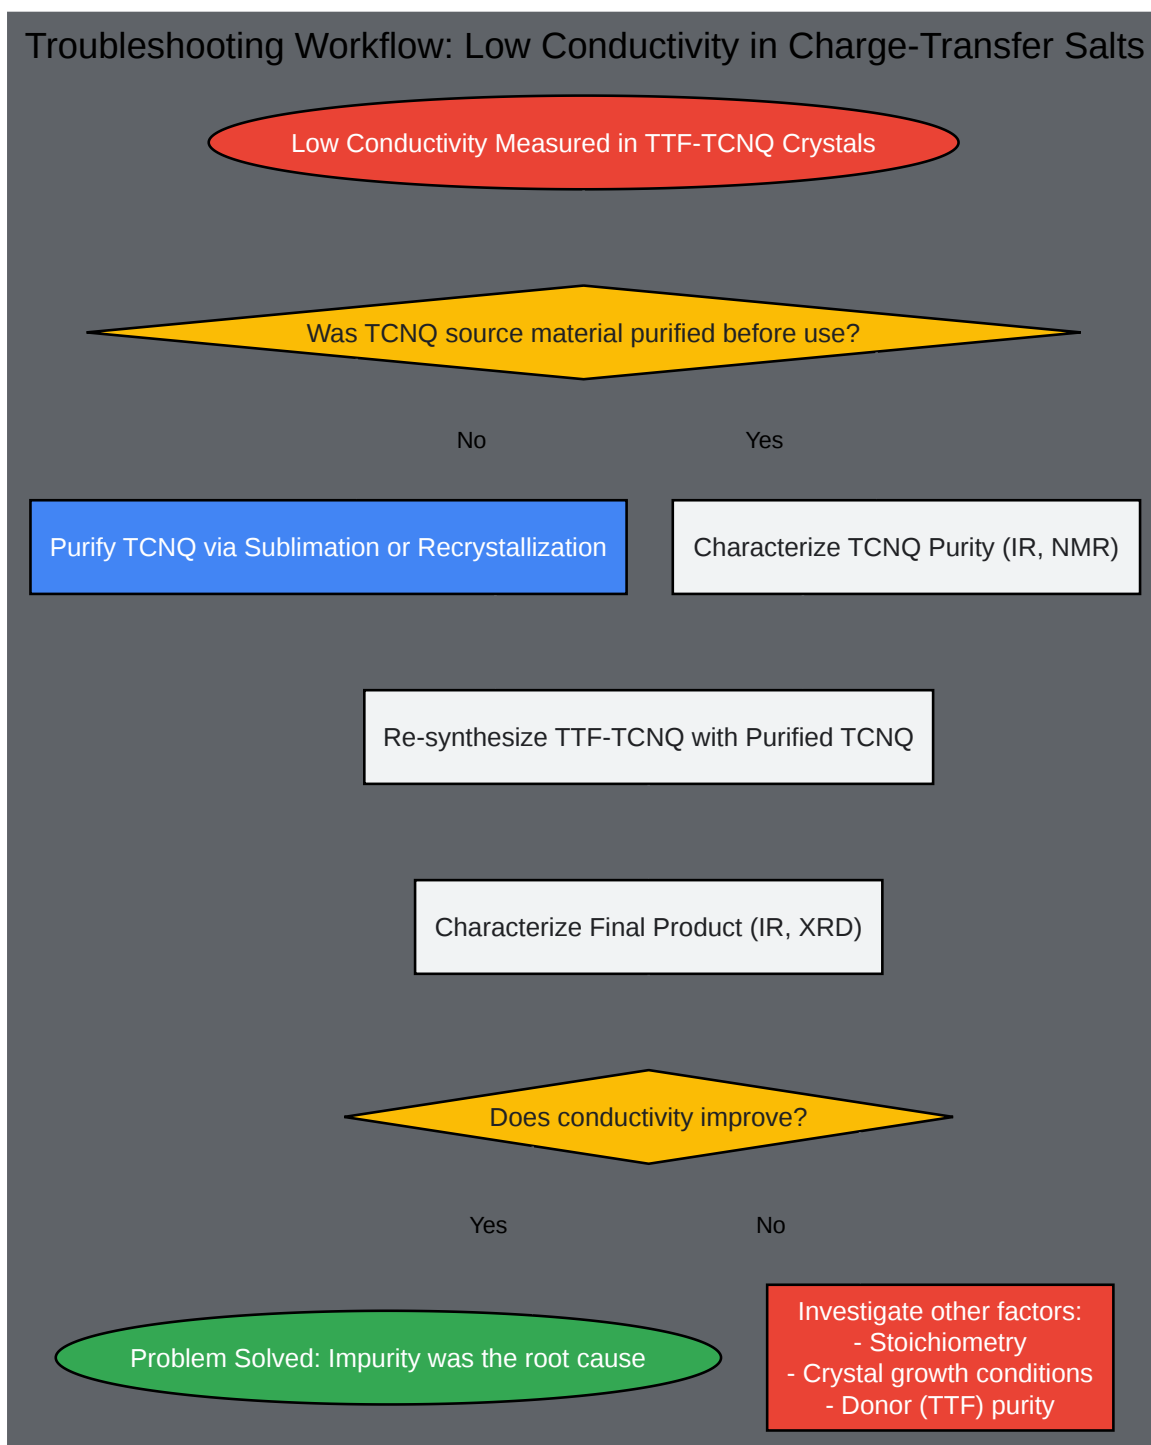 Troubleshooting Workflow: Low Conductivity in Charge-Transfer Salts
Low Conductivity Measured in TTF-TCNQ Crystals
Was TCNQ source material purified before use?
No
Yes
Purify TCNQ via Sublimation or Recrystallization
Characterize TCNQ Purity (IR, NMR)
Re-synthesize TTF-TCNQ with Purified TCNQ
Characterize Final Product (IR, XRD)
Does conductivity improve?
Yes
No
Problem Solved: Impurity was the root cause
Investigate other factors:
- Stoichiometry
- Crystal growth conditions
- Donor (TTF) purity